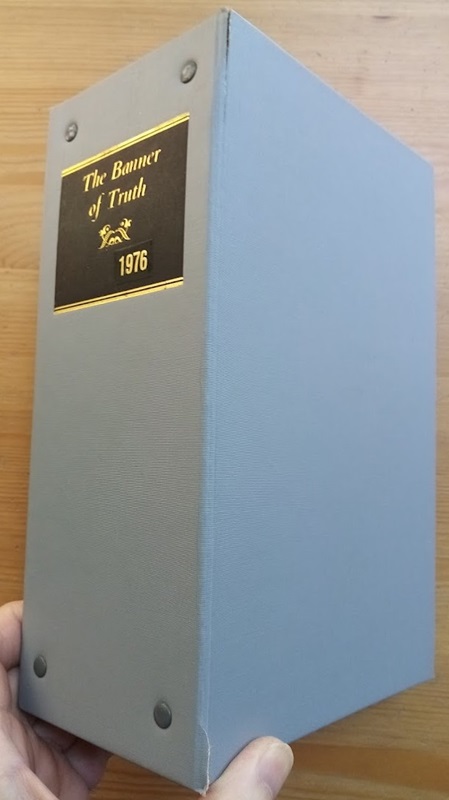 The Banner
of Truth
1976